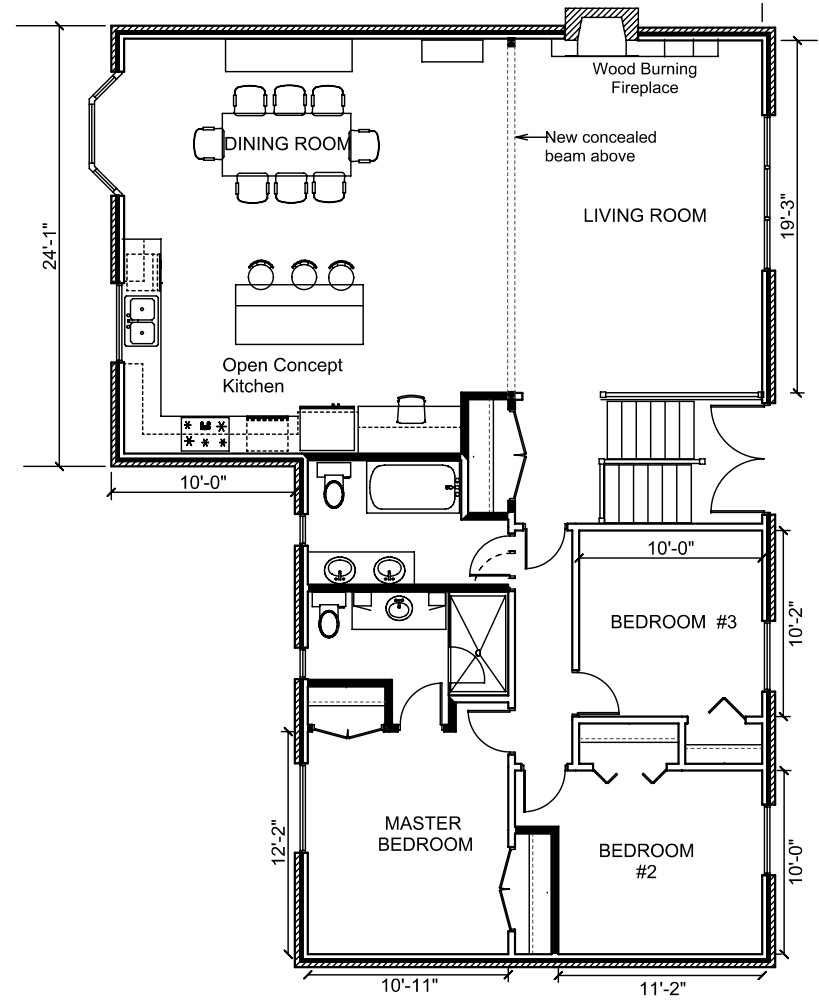 Wood Burning
Fireplace
DINING ROOM
New concealed
beam above
LIVING ROOM
19'-3"
24'-1"
Open Concept
Kitchen
10'-0"
10'-0"
BEDROOM #3
10'-2"
MASTER
BEDROOM
12'-2"
BEDROOM
#2
10'-0"
10'-11"
11'-2"